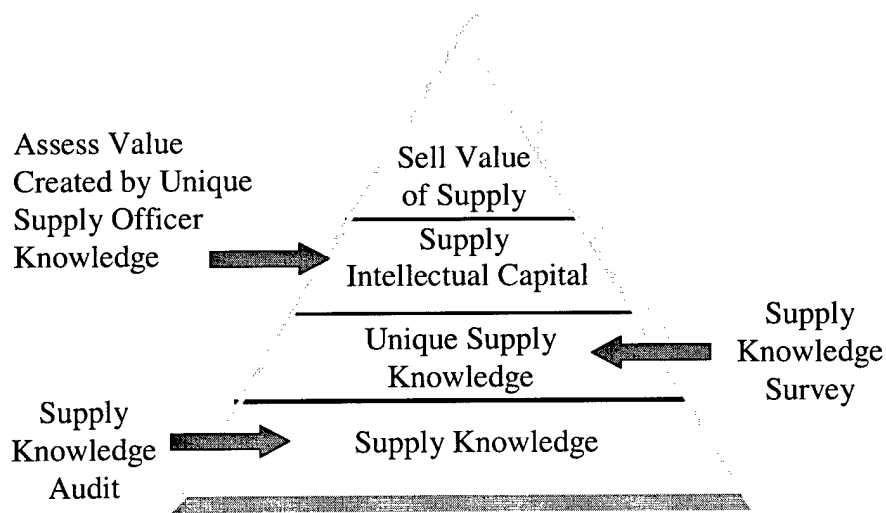 Assess Value
Created by Unique
Supply Officer
Knowledge
Sell Value
of Supply
Supply
Intellectual Capital
Unique Supply
Knowledge
Supply
Knowledge
Survey
Supply
Knowledge
Audit
Supply Knowledge